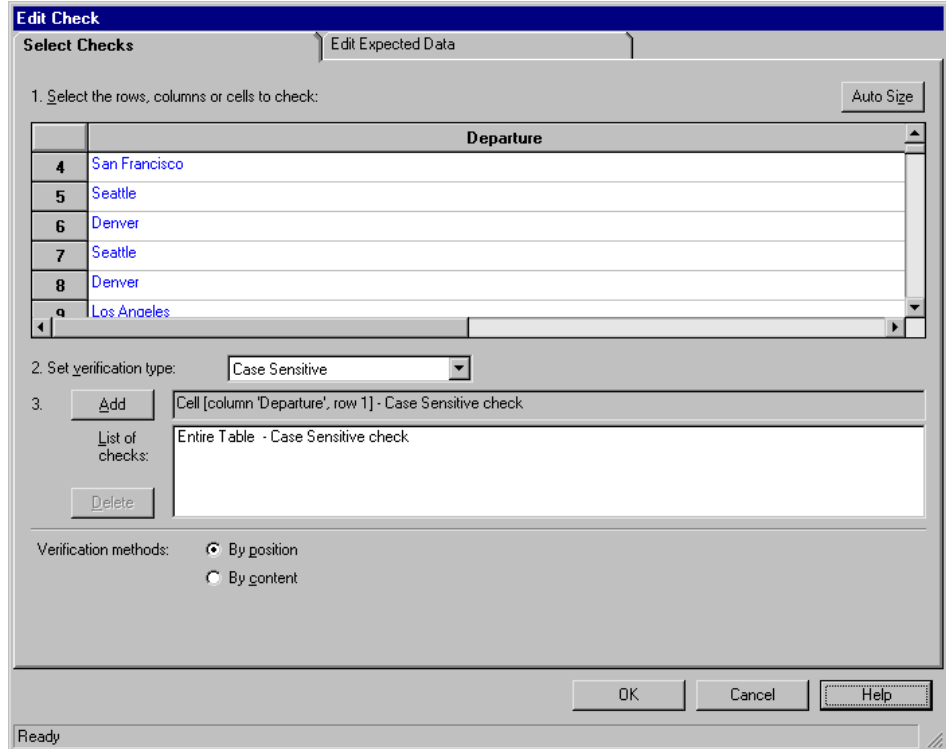 Edit Check
Select Checks
Edit Expected Data
1. Select the rows, columns or cells to check:
Auto Size
Departure
4 San Francisco
5 Seattle
6 Denver
7 Seattle
8 Denver
9 Los Angeles
2. Set verification type:
Case Sensitive
3. Add
Cell [column 'Departure', row 1] - Case Sensitive check
List of
checks:
Entire Table - Case Sensitive check
Delete
Verification methods:
By position
By content
OK
Cancel
Help
Ready